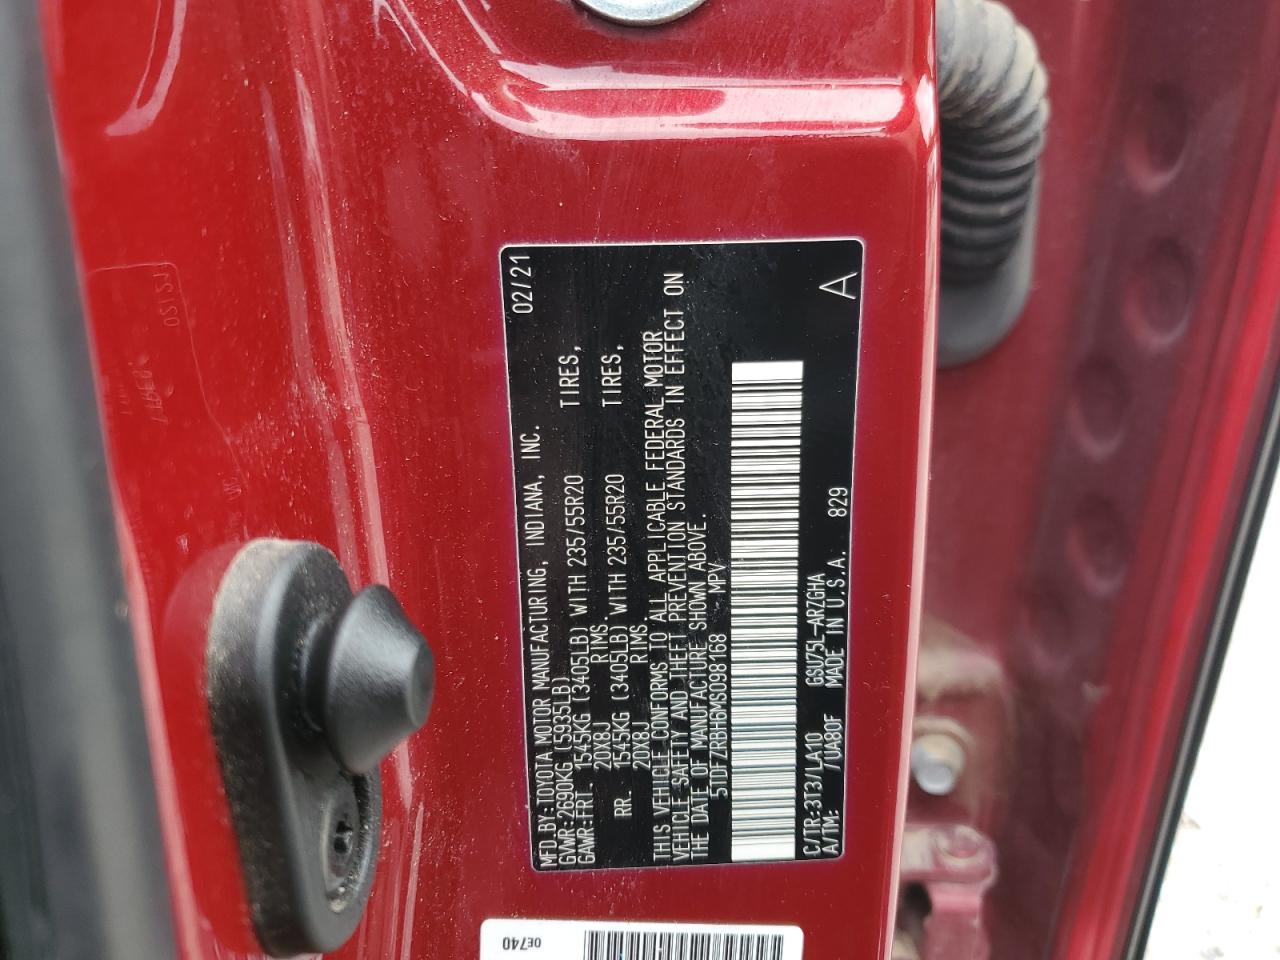 MFD.BY:TOYOTA MOTOR MANUFACTURING, INDIANA, INC. 02/21
GVWR:2690KG (5935LB)
GAWR:FRT. 1545KG (3405LB) WITH 235/55R20 TIRES,
20X8J RIMS.
RR. 1545KG (3405LB) WITH 235/55R20 TIRES,
20X8J RIMS.
THIS VEHICLE CONFORMS TO ALL APPLICABLE FEDERAL MOTOR
VEHICLE SAFETY AND THEFT PREVENTION STANDARDS IN EFFECT ON
THE DATE OF MANUFACTURE SHOWN ABOVE.
5TDFZRBH6MS098168 MPV
C/TR:3T3/LA10 GSU75L-ARZGHA
A/TM: /UA80F MADE IN U.S.A. 829 A
0E740